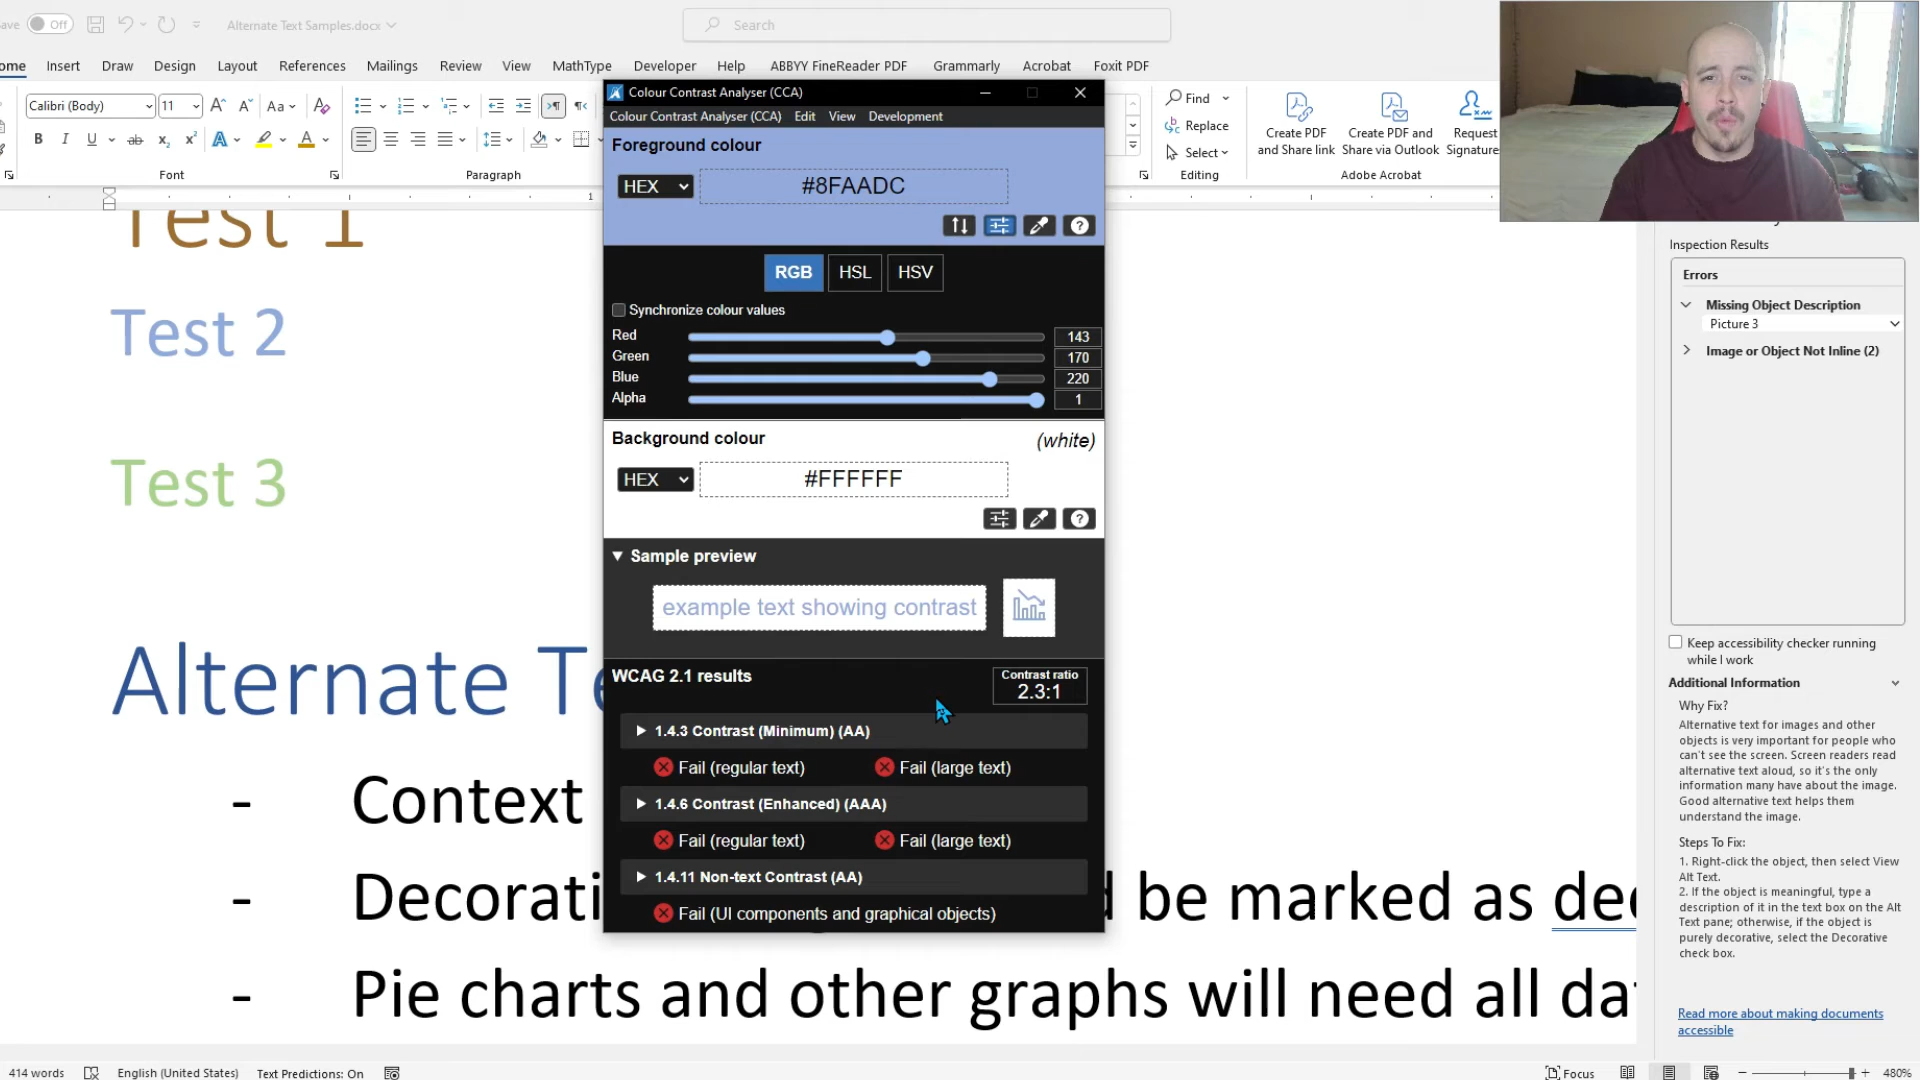 ave Off
Alternate Text Samples.docx
Search
ome Insert Draw Design Layout References Mailings Review View MathType Developer Help ABBYY FineReader PDF Grammarly Acrobat Foxit PDF
Calibri (Body) 11
Font
Paragraph
Find
Replace
Select
Editing
Create PDF and Share link
Create PDF and Share via Outlook
Request Signature
Adobe Acrobat
1
Test 1
Test 2
Test 3
Alternate Te
- Context
- Decorati
d be marked as dec
- Pie charts and other graphs will need all dat
Colour Contrast Analyser (CCA)
Colour Contrast Analyser (CCA) Edit View Development
Foreground colour
HEX #8FAADC
RGB HSL HSV
Synchronize colour values
Red 143
Green 170
Blue 220
Alpha 1
Background colour (white)
HEX #FFFFFF
Sample preview
example text showing contrast
WCAG 2.1 results
Contrast ratio
2.3:1
1.4.3 Contrast (Minimum) (AA)
Fail (regular text) Fail (large text)
1.4.6 Contrast (Enhanced) (AAA)
Fail (regular text) Fail (large text)
1.4.11 Non-text Contrast (AA)
Fail (UI components and graphical objects)
Inspection Results
Errors
Missing Object Description
Picture 3
Image or Object Not Inline (2)
Keep accessibility checker running
while I work
Additional Information
Why Fix?
Alternative text for images and other
objects is very important for people who
can't see the screen. Screen readers read
alternative text aloud, so it's the only
information many have about the image.
Good alternative text helps them
understand the image.
Steps To Fix:
1. Right-click the object, then select View
Alt Text.
2. If the object is meaningful, type a
description of it in the text box on the Alt
Text pane; otherwise, if the object is
purely decorative, select the Decorative
check box.
Read more about making documents
accessible
414 words English (United States) Text Predictions: On
Focus 480%